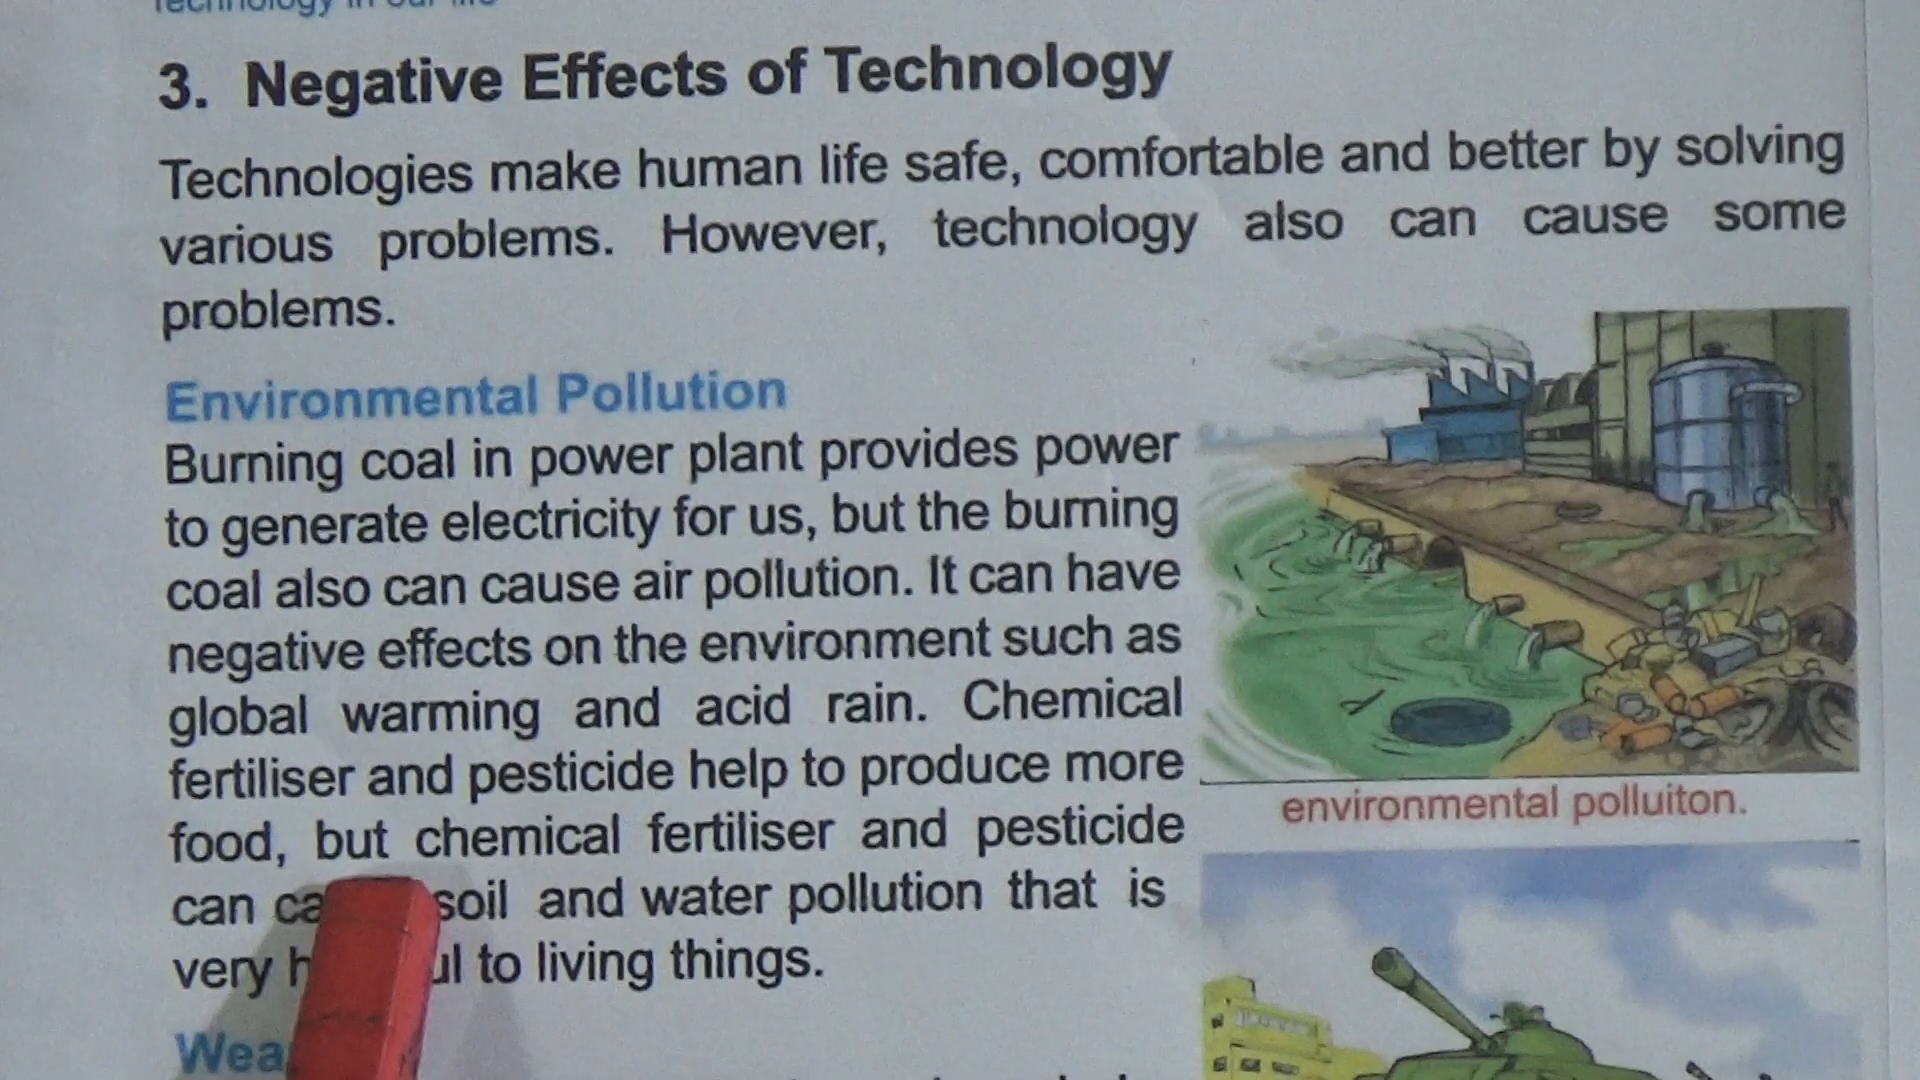 Technology in our life
3. Negative Effects of Technology
Technologies make human life safe, comfortable and better by solving
various problems. However, technology also can cause some
problems.
Environmental Pollution
Burning coal in power plant provides power
to generate electricity for us, but the burning
coal also can cause air pollution. It can have
negative effects on the environment such as
global warming and acid rain. Chemical
fertiliser and pesticide help to produce more
food, but chemical fertiliser and pesticide
can soil and water pollution that is
very to living things.
environmental polluiton.